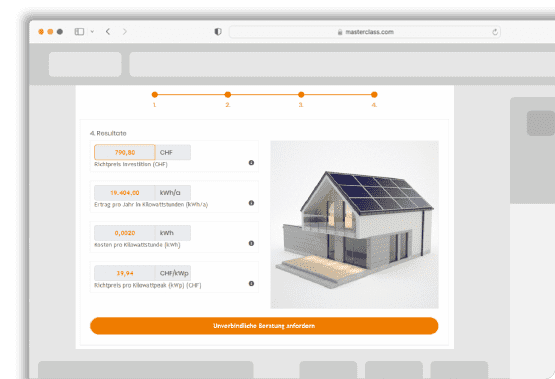 masterclass.com
1.
2.
3.
4.
4. Resultate
790,80 CHF
Richtpreis Investition (CHF)
19.404,00 kWh/a
Ertrag pro Jahr in Kilowattstunden (kWh/a)
0,0020 kWh
Kosten pro Kilowattstunde (kWh)
39,94 CHF/kWp
Richtpreis pro Kilowattpeak (kWp) (CHF)
Unverbindliche Beratung anfordern